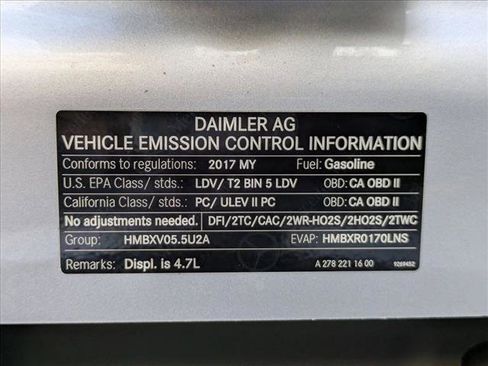 DAIMLER AG
VEHICLE EMISSION CONTROL INFORMATION
Conforms to regulations: 2017 MY Fuel: Gasoline
U.S. EPA Class/ stds.: LDV/ T2 BIN 5 LDV OBD: CA OBD II
California Class/ stds.: PC/ ULEV II PC OBD: CA OBD II
No adjustments needed. DFI/2TC/CAC/2WR-HO2S/2HO2S/2TWC
Group: HMBXV05.5U2A EVAP: HMBXR0170LNS
Remarks: Displ. is 4.7L A 278 221 16 00 9269452